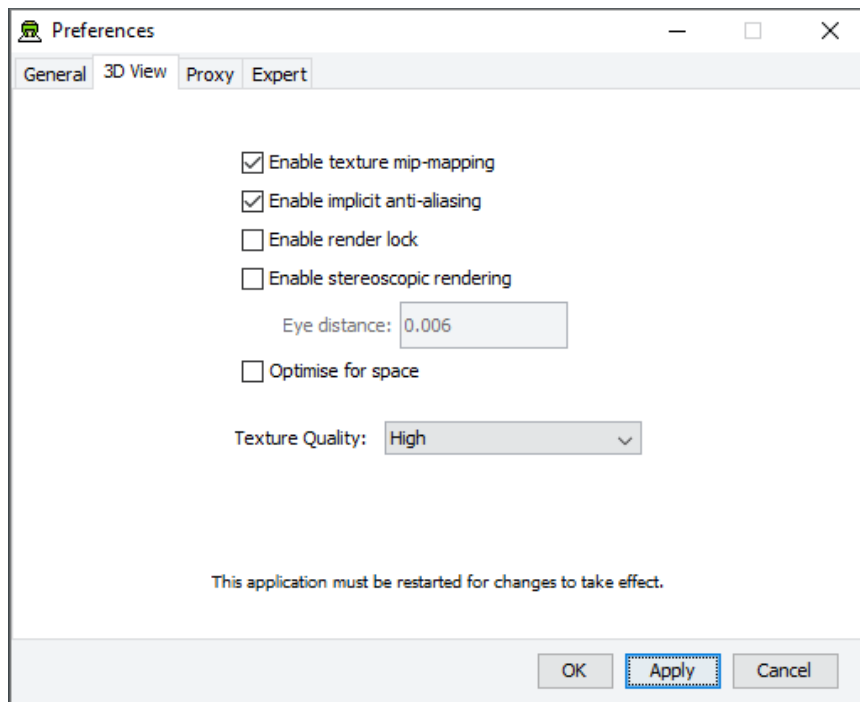 Preferences
General 3D View Proxy Expert
Enable texture mip-mapping
Enable implicit anti-aliasing
Enable render lock
Enable stereoscopic rendering
Eye distance: 0.006
Optimise for space
Texture Quality: High
This application must be restarted for changes to take effect.
OK Apply Cancel